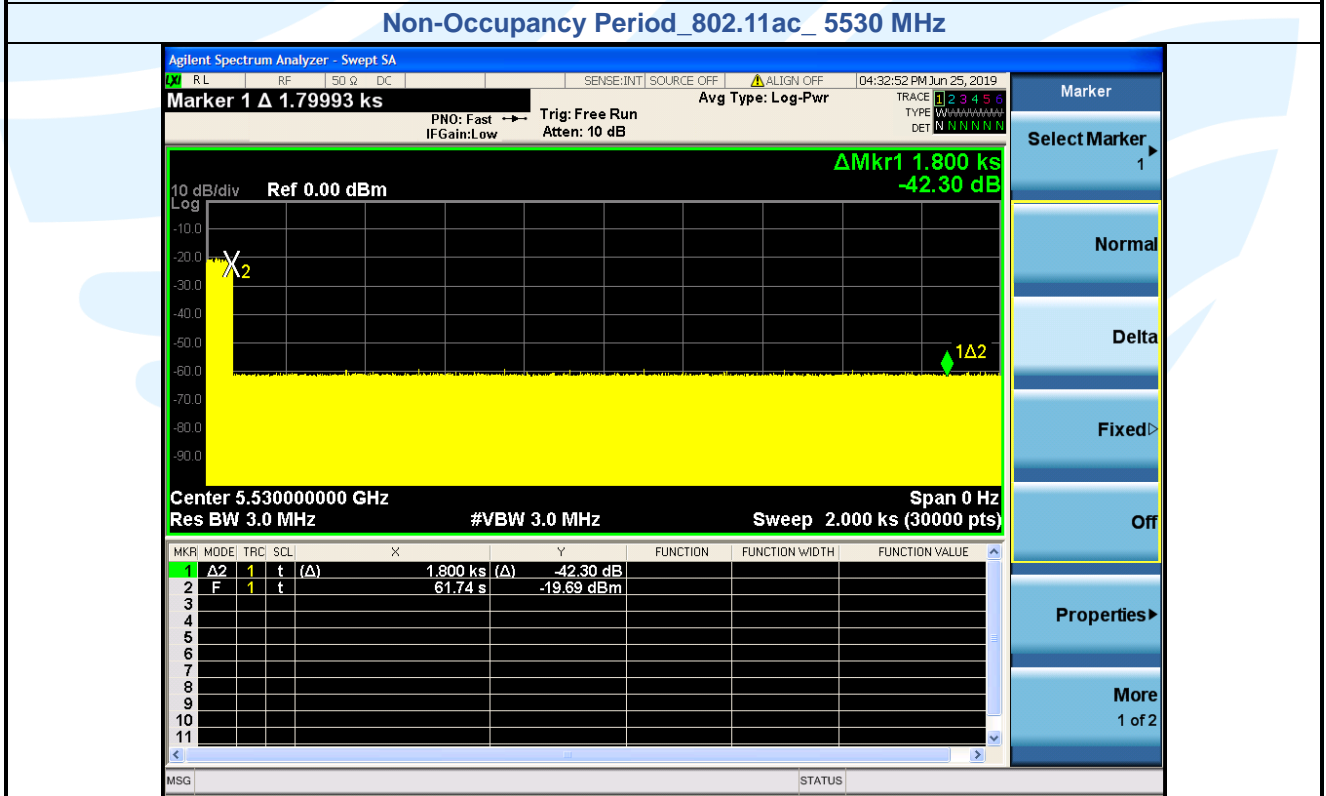 Non-Occupancy Period_802.11ac_ 5530 MHz
Agilent Spectrum Analyzer - Swept SA
LXI RL RF 50 Ω DC SENSE:INT SOURCE OFF ALIGN OFF 04:32:52 PM Jun 25, 2019
Marker 1 Δ 1.79993 ks
PNO: Fast Trig: Free Run
IFGain:Low Atten: 10 dB
Avg Type: Log-Pwr
TRACE 1 2 3 4 5 6
TYPE WWWWWW
DET N N N N N N
ΔMkr1 1.800 ks
-42.30 dB
10 dB/div Ref 0.00 dBm
Log
-10.0
-20.0
2
-30.0
-40.0
-50.0
1Δ2
-60.0
-70.0
-80.0
-90.0
Center 5.530000000 GHz Span 0 Hz
Res BW 3.0 MHz #VBW 3.0 MHz Sweep 2.000 ks (30000 pts)
MKR MODE TRC SCL X Y FUNCTION FUNCTION WIDTH FUNCTION VALUE
1 Δ2 1 t (Δ) 1.800 ks (Δ) -42.30 dB
2 F 1 t 61.74 s -19.69 dBm
3
4
5
6
7
8
9
10
11
MSG STATUS
Marker
Select Marker
1
Normal
Delta
Fixed
Off
Properties
More
1 of 2